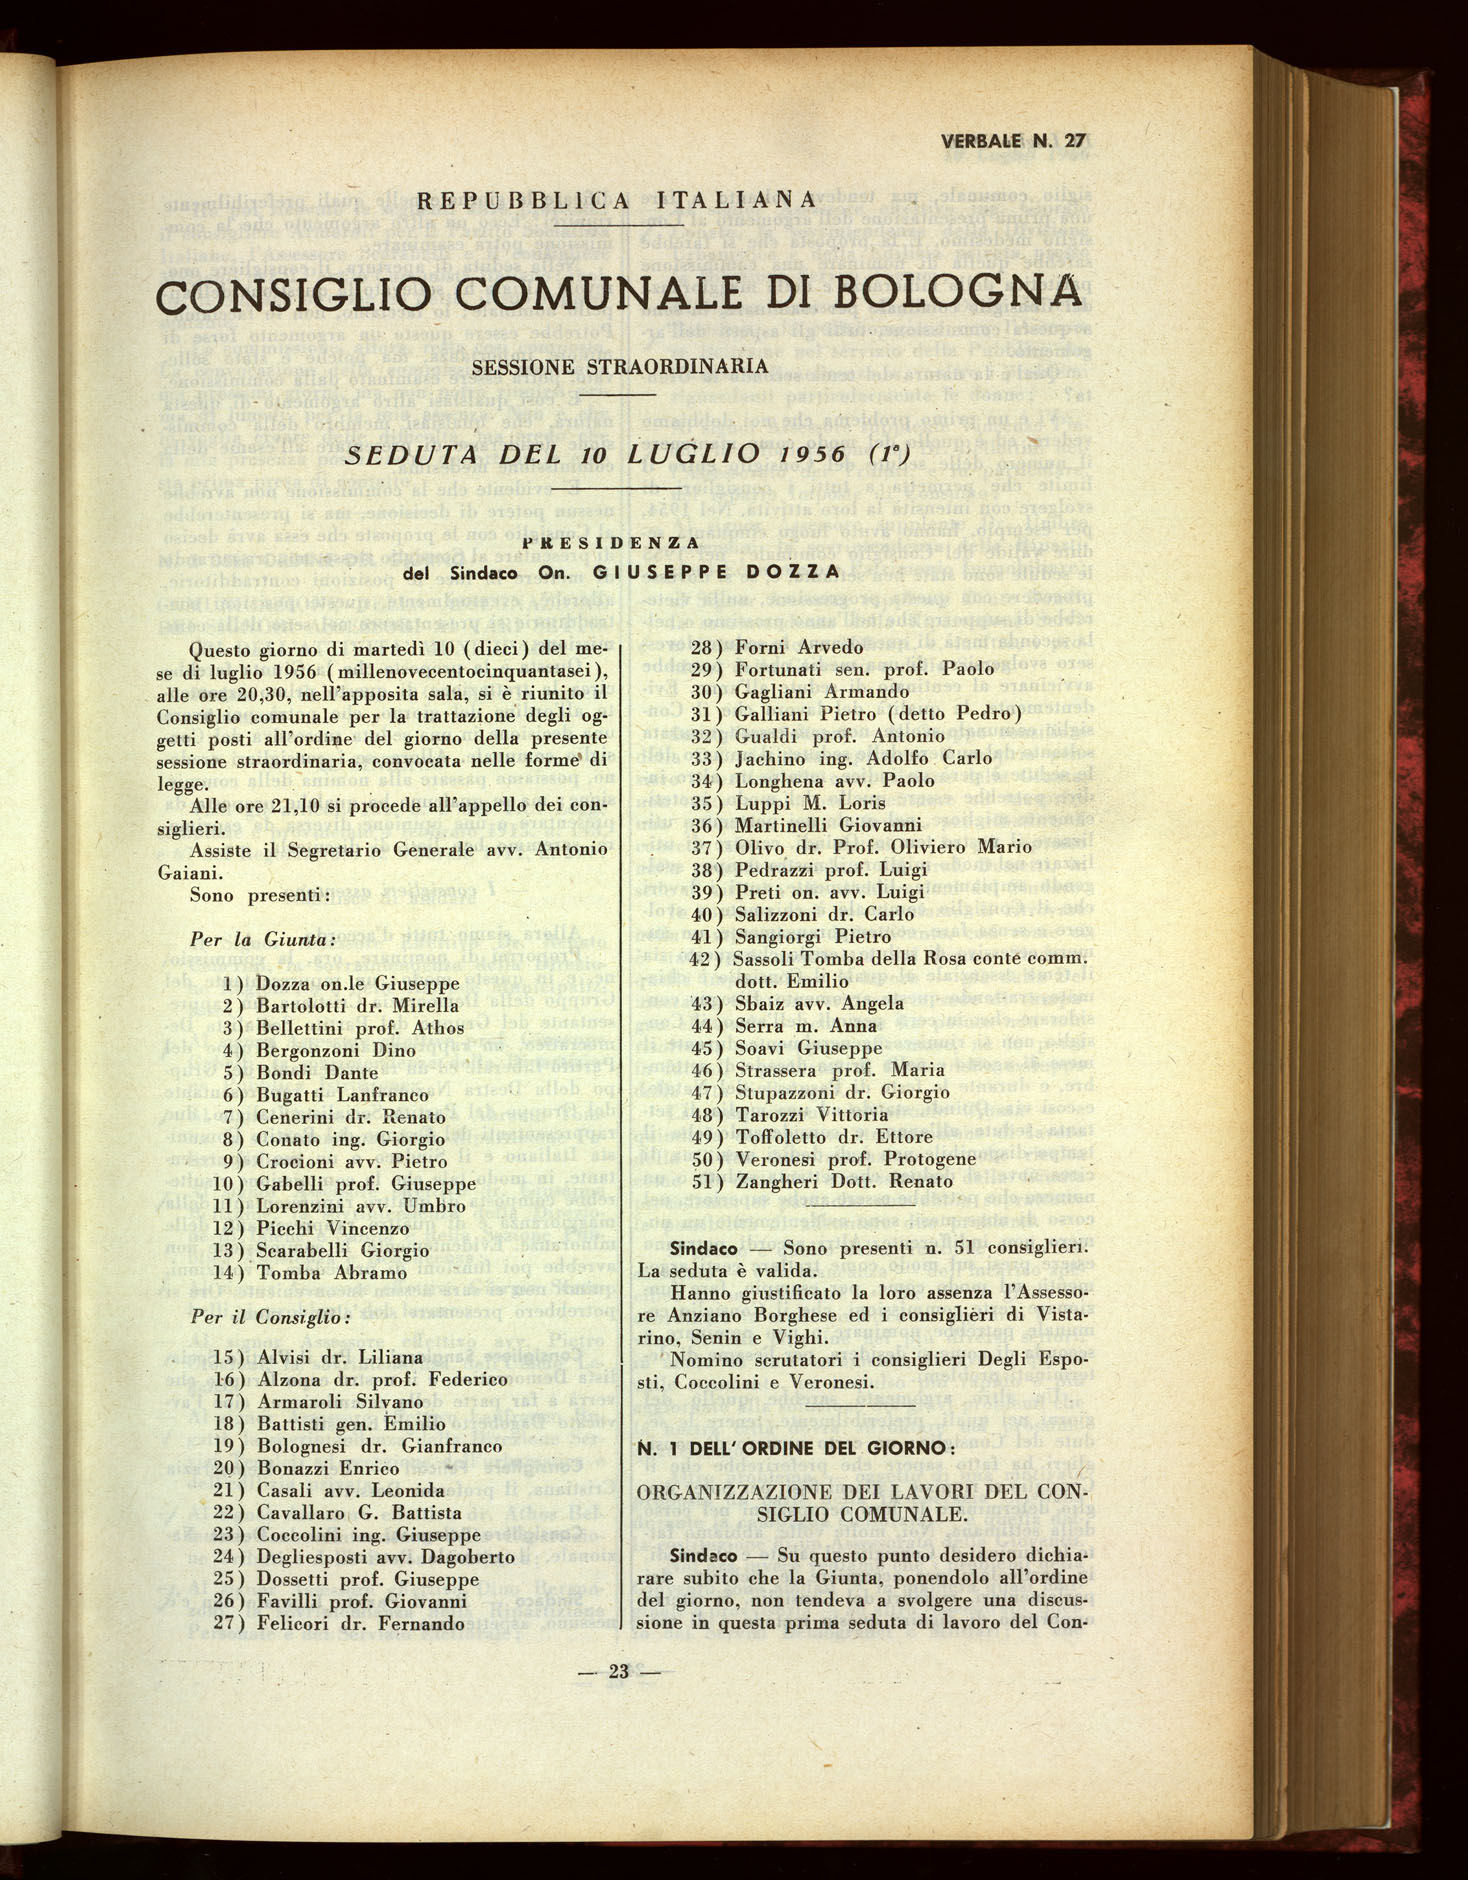 VERBALE N. 27
REPUBBLICA ITALIANA
CONSIGLIO COMUNALE DI BOLOGNA
SESSIONE STRAORDINARIA
SEDUTA DEL 10 LUGLIO 1956 (1ª)
PRESIDENZA
del Sindaco On. GIUSEPPE DOZZA
Questo giorno di martedì 10 (dieci) del me-
se di luglio 1956 (millenovecentocinquantasei),
alle ore 20,30, nell'apposita sala, si è riunito il
Consiglio comunale per la trattazione degli og-
getti posti all'ordine del giorno della presente
sessione straordinaria, convocata nelle forme di
legge.
Alle ore 21,10 si procede all'appello dei con-
siglieri.
Assiste il Segretario Generale avv. Antonio
Gaiani.
Sono presenti:
Per la Giunta:
1) Dozza on.le Giuseppe
2) Bartolotti dr. Mirella
3) Bellettini prof. Athos
4) Bergonzoni Dino
5) Bondi Dante
6) Bugatti Lanfranco
7) Cenerini dr. Renato
8) Conato ing. Giorgio
9) Crocioni avv. Pietro
10) Gabelli prof. Giuseppe
11) Lorenzini avv. Umbro
12) Picchi Vincenzo
13) Scarabelli Giorgio
14) Tomba Abramo
Per il Consiglio:
15) Alvisi dr. Liliana
16) Alzona dr. prof. Federico
17) Armaroli Silvano
18) Battisti gen. Emilio
19) Bolognesi dr. Gianfranco
20) Bonazzi Enrico
21) Casali avv. Leonida
22) Cavallaro G. Battista
23) Coccolini ing. Giuseppe
24) Degliesposti avv. Dagoberto
25) Dossetti prof. Giuseppe
26) Favilli prof. Giovanni
27) Felicori dr. Fernando
28) Forni Arvedo
29) Fortunati sen. prof. Paolo
30) Gagliani Armando
31) Galliani Pietro (detto Pedro)
32) Gualdi prof. Antonio
33) Jachino ing. Adolfo Carlo
34) Longhena avv. Paolo
35) Luppi M. Loris
36) Martinelli Giovanni
37) Olivo dr. Prof. Oliviero Mario
38) Pedrazzi prof. Luigi
39) Preti on. avv. Luigi
40) Salizzoni dr. Carlo
41) Sangiorgi Pietro
42) Sassoli Tomba della Rosa conte comm.
dott. Emilio
43) Sbaiz avv. Angela
44) Serra m. Anna
45) Soavi Giuseppe
46) Strassera prof. Maria
47) Stupazzoni dr. Giorgio
48) Tarozzi Vittoria
49) Toffoletto dr. Ettore
50) Veronesi prof. Protogene
51) Zangheri Dott. Renato
Sindaco — Sono presenti n. 51 consiglieri.
La seduta è valida.
Hanno giustificato la loro assenza l'Assesso-
re Anziano Borghese ed i consiglieri di Vista-
rino, Senin e Vighi.
Nomino scrutatori i consiglieri Degli Espo-
sti, Coccolini e Veronesi.
N. 1 DELL'ORDINE DEL GIORNO:
ORGANIZZAZIONE DEI LAVORI DEL CON-
SIGLIO COMUNALE.
Sindaco — Su questo punto desidero dichia-
rare subito che la Giunta, ponendolo all'ordine
del giorno, non tendeva a svolgere una discus-
sione in questa prima seduta di lavoro del Con-
— 23 —